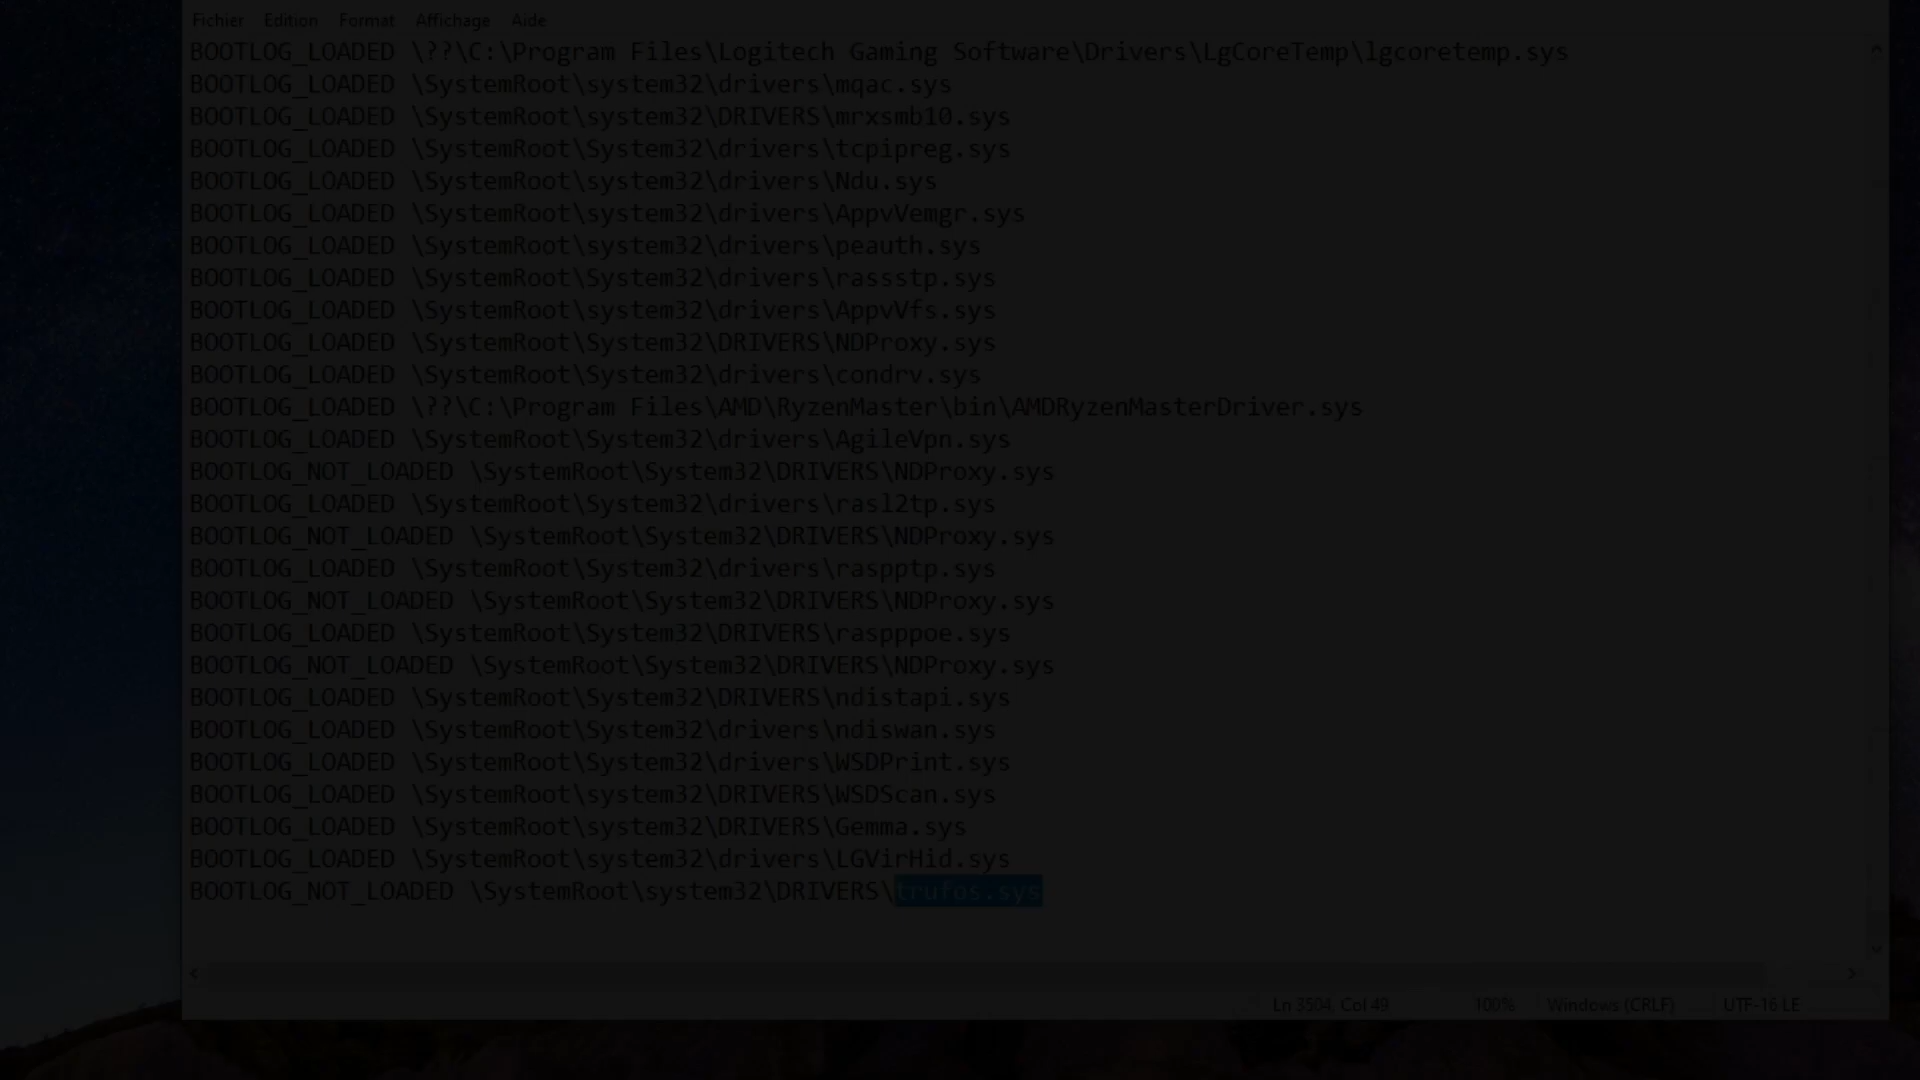 Fichier Edition Format Affichage Aide
BOOTLOG_LOADED \??\C:\Program Files\Logitech Gaming Software\Drivers\LgCoreTemp\lgcoretemp.sys
BOOTLOG_LOADED \SystemRoot\system32\drivers\mqac.sys
BOOTLOG_LOADED \SystemRoot\system32\DRIVERS\mrxsmb10.sys
BOOTLOG_LOADED \SystemRoot\System32\drivers\tcpipreg.sys
BOOTLOG_LOADED \SystemRoot\system32\drivers\Ndu.sys
BOOTLOG_LOADED \SystemRoot\system32\drivers\AppvVemgr.sys
BOOTLOG_LOADED \SystemRoot\system32\drivers\peauth.sys
BOOTLOG_LOADED \SystemRoot\System32\drivers\rassstp.sys
BOOTLOG_LOADED \SystemRoot\system32\drivers\AppvVfs.sys
BOOTLOG_LOADED \SystemRoot\System32\DRIVERS\NDProxy.sys
BOOTLOG_LOADED \SystemRoot\System32\drivers\condrv.sys
BOOTLOG_LOADED \??\C:\Program Files\AMD\RyzenMaster\bin\AMDRyzenMasterDriver.sys
BOOTLOG_LOADED \SystemRoot\System32\drivers\AgileVpn.sys
BOOTLOG_NOT_LOADED \SystemRoot\System32\DRIVERS\NDProxy.sys
BOOTLOG_LOADED \SystemRoot\System32\drivers\rasl2tp.sys
BOOTLOG_NOT_LOADED \SystemRoot\System32\DRIVERS\NDProxy.sys
BOOTLOG_LOADED \SystemRoot\System32\drivers\raspptp.sys
BOOTLOG_NOT_LOADED \SystemRoot\System32\DRIVERS\NDProxy.sys
BOOTLOG_LOADED \SystemRoot\System32\DRIVERS\raspppoe.sys
BOOTLOG_NOT_LOADED \SystemRoot\System32\DRIVERS\NDProxy.sys
BOOTLOG_LOADED \SystemRoot\System32\DRIVERS\ndistapi.sys
BOOTLOG_LOADED \SystemRoot\System32\drivers\ndiswan.sys
BOOTLOG_LOADED \SystemRoot\System32\drivers\WSDPrint.sys
BOOTLOG_LOADED \SystemRoot\system32\DRIVERS\WSDScan.sys
BOOTLOG_LOADED \SystemRoot\system32\DRIVERS\Gemma.sys
BOOTLOG_LOADED \SystemRoot\system32\drivers\LGVirHid.sys
BOOTLOG_NOT_LOADED \SystemRoot\system32\DRIVERS\trufos.sys
Ln 3504, Col 49 100% Windows (CRLF) UTF-16 LE